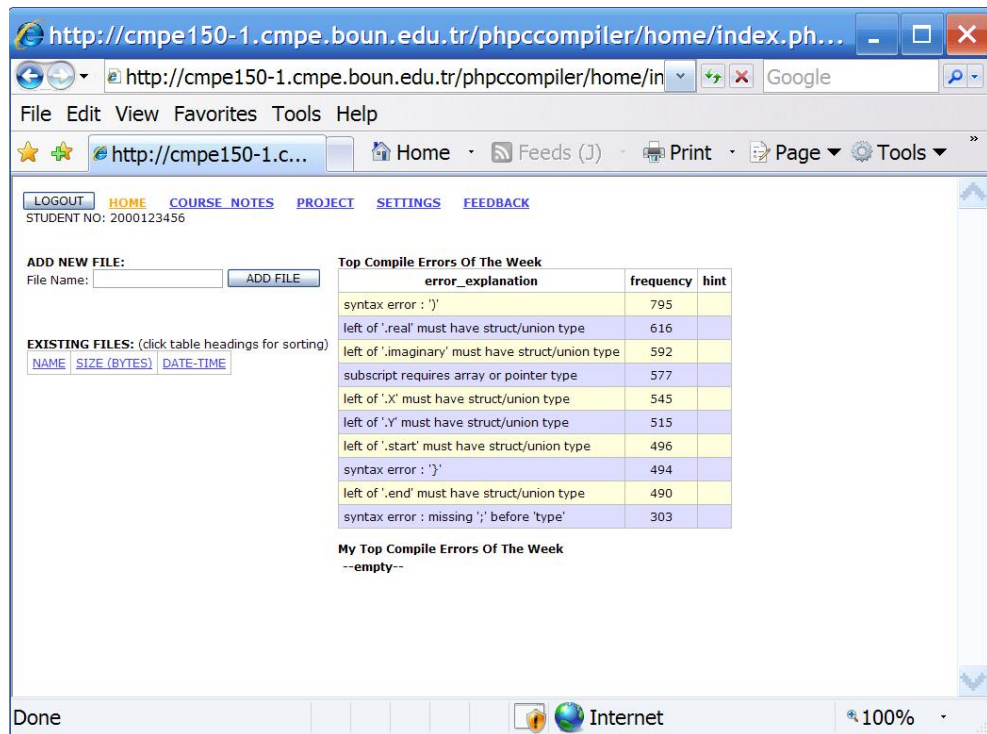 http://cmpe150-1.cmpe.boun.edu.tr/phpccompiler/home/index.ph...
http://cmpe150-1.cmpe.boun.edu.tr/phpccompiler/home/in Google
File Edit View Favorites Tools Help
http://cmpe150-1.c... Home Feeds (J) Print Page Tools »
LOGOUT HOME COURSE NOTES PROJECT SETTINGS FEEDBACK
STUDENT NO: 2000123456
ADD NEW FILE:
File Name: ADD FILE
EXISTING FILES: (click table headings for sorting)
NAME SIZE (BYTES) DATE-TIME
Top Compile Errors Of The Week
error_explanation frequency hint
syntax error : ')' 795
left of '.real' must have struct/union type 616
left of '.imaginary' must have struct/union type 592
subscript requires array or pointer type 577
left of '.X' must have struct/union type 545
left of '.Y' must have struct/union type 515
left of '.start' must have struct/union type 496
syntax error : '}' 494
left of '.end' must have struct/union type 490
syntax error : missing ';' before 'type' 303
My Top Compile Errors Of The Week
--empty--
Done Internet 100%